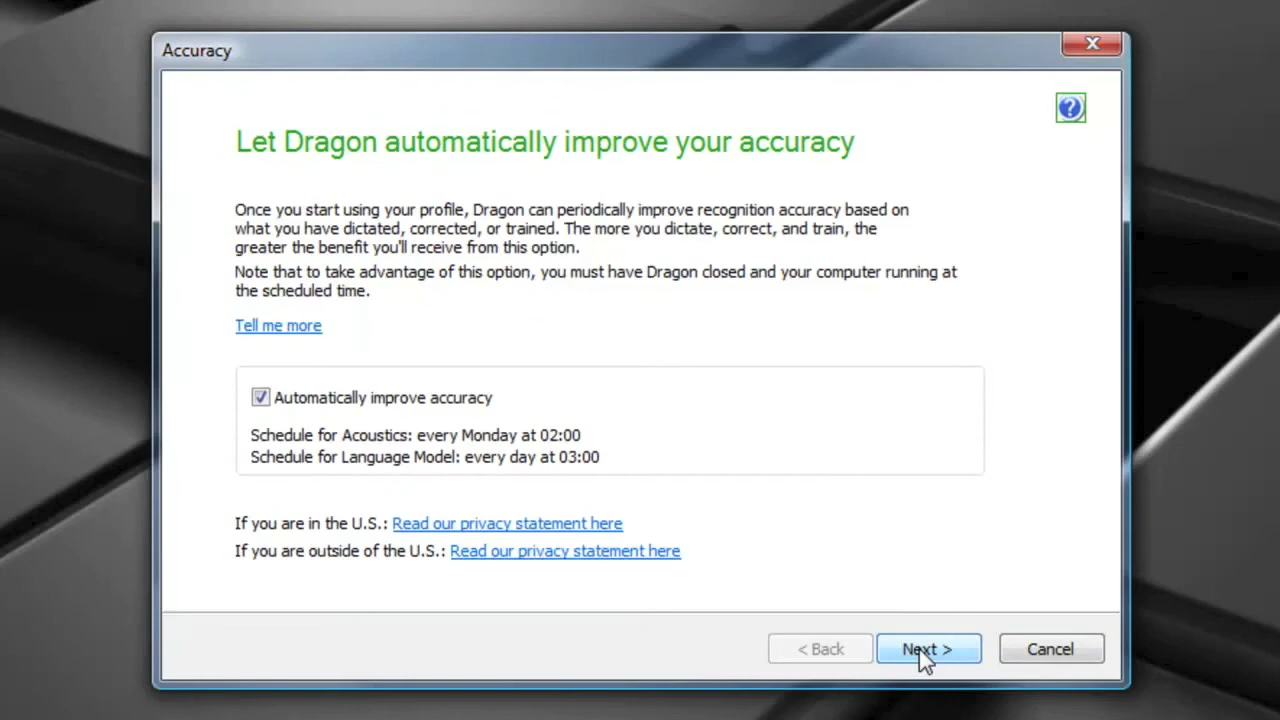 Accuracy
Let Dragon automatically improve your accuracy
Once you start using your profile, Dragon can periodically improve recognition accuracy based on
what you have dictated, corrected, or trained. The more you dictate, correct, and train, the
greater the benefit you'll receive from this option.
Note that to take advantage of this option, you must have Dragon closed and your computer running at
the scheduled time.
Tell me more
Automatically improve accuracy
Schedule for Acoustics: every Monday at 02:00
Schedule for Language Model: every day at 03:00
If you are in the U.S.: Read our privacy statement here
If you are outside of the U.S.: Read our privacy statement here
< Back Next > Cancel